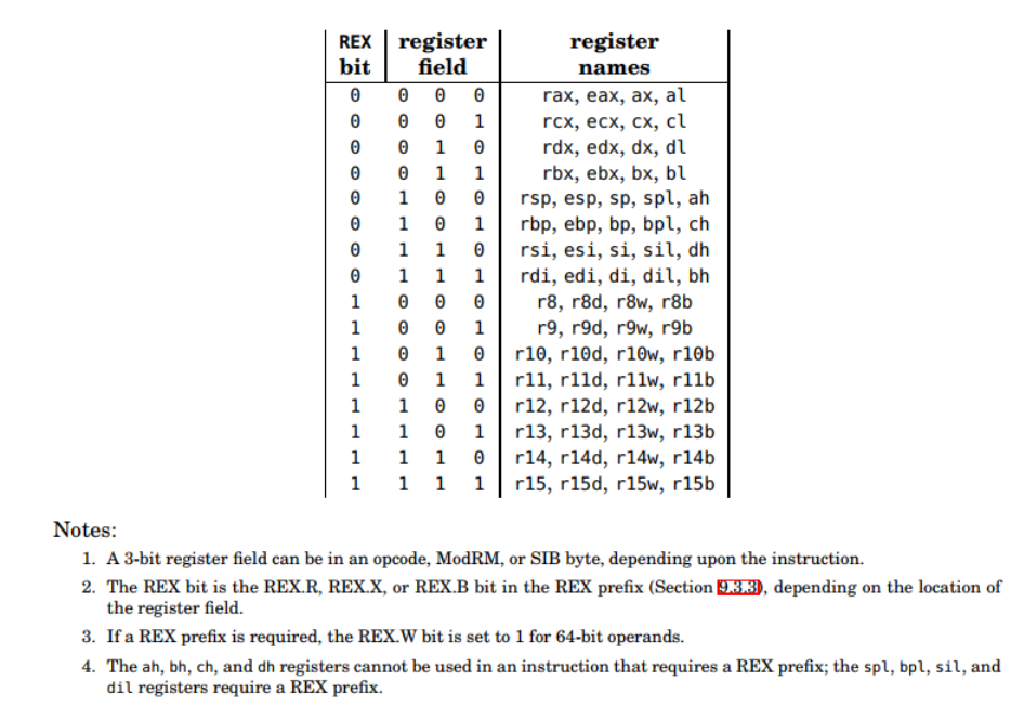 REX register register
bit field names
0 0 0 0 rax, eax, ax, al
0 0 0 1 rcx, ecx, cx, cl
0 0 1 0 rdx, edx, dx, dl
0 0 1 1 rbx, ebx, bx, bl
0 1 0 0 rsp, esp, sp, spl, ah
0 1 0 1 rbp, ebp, bp, bpl, ch
0 1 1 0 rsi, esi, si, sil, dh
0 1 1 1 rdi, edi, di, dil, bh
1 0 0 0 r8, r8d, r8w, r8b
1 0 0 1 r9, r9d, r9w, r9b
1 0 1 0 r10, r10d, r10w, r10b
1 0 1 1 r11, r11d, r11w, r11b
1 1 0 0 r12, r12d, r12w, r12b
1 1 0 1 r13, r13d, r13w, r13b
1 1 1 0 r14, r14d, r14w, r14b
1 1 1 1 r15, r15d, r15w, r15b
Notes:
1. A 3-bit register field can be in an opcode, ModRM, or SIB byte, depending upon the instruction.
2. The REX bit is the REX.R, REX.X, or REX.B bit in the REX prefix (Section 9.3.3), depending on the location of
the register field.
3. If a REX prefix is required, the REX.W bit is set to 1 for 64-bit operands.
4. The ah, bh, ch, and dh registers cannot be used in an instruction that requires a REX prefix; the spl, bpl, sil, and
dil registers require a REX prefix.